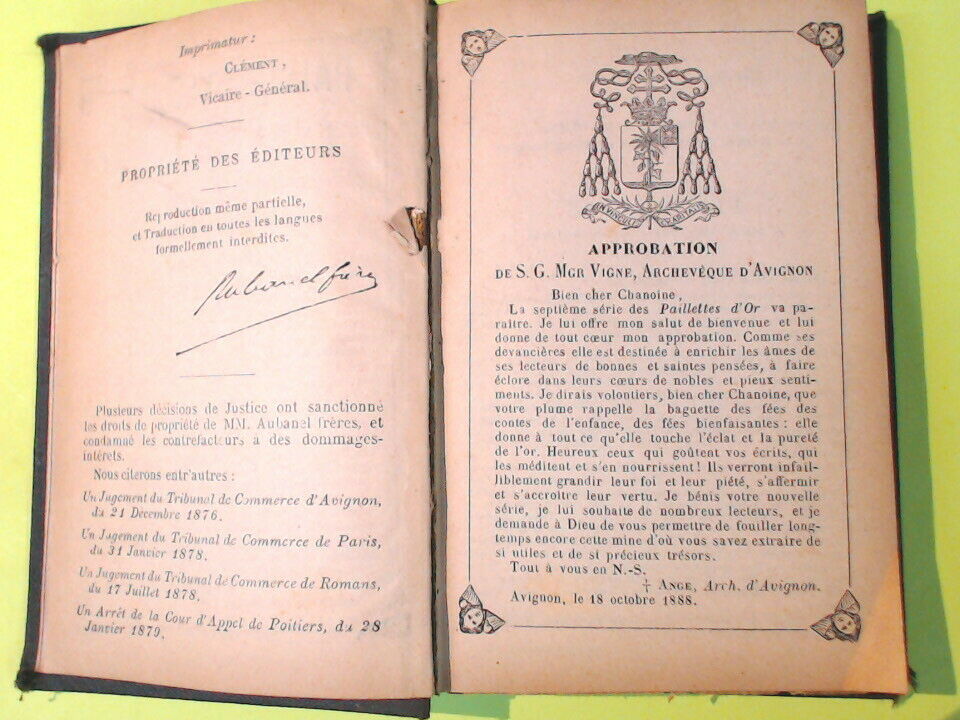 Imprimatur :
CLÉMENT,
Vicaire-Général.
PROPRIÉTÉ DES ÉDITEURS
Reproduction même partielle,
et Traduction en toutes les langues
formellement interdites.
Aubanel frères
Plusieurs décisions de Justice ont sanctionné
les droits de propriété de MM. Aubanel frères, et
condamné les contrefacteurs à des dommages-
intérêts.
Nous citerons entr'autres :
Un Jugement du Tribunal de Commerce d'Avignon,
du 21 Décembre 1876.
Un Jugement du Tribunal de Commerce de Paris,
du 31 Janvier 1878.
Un Jugement du Tribunal de Commerce de Romans,
du 17 Juillet 1878.
Un Arrêt de la Cour d'Appel de Poitiers, du 28
Janvier 1879.
IN VINCULO CARITATIS
APPROBATION
DE S. G. MGR VIGNE, ARCHEVÊQUE D'AVIGNON
Bien cher Chanoine,
La septième série des Paillettes d'Or va pa-
raître. Je lui offre mon salut de bienvenue et lui
donne de tout cœur mon approbation. Comme ses
devancières elle est destinée à enrichir les âmes de
ses lecteurs de bonnes et saintes pensées, à faire
éclore dans leurs cœurs de nobles et pieux senti-
ments. Je dirais volontiers, bien cher Chanoine, que
votre plume rappelle la baguette des fées des
contes de l'enfance, des fées bienfaisantes : elle
donne à tout ce qu'elle touche l'éclat et la pureté
de l'or. Heureux ceux qui goûtent vos écrits, qui
les méditent et s'en nourrissent ! Ils verront infail-
liblement grandir leur foi et leur piété, s'affermir
et s'accroître leur vertu. Je bénis votre nouvelle
série, je lui souhaite de nombreux lecteurs, et je
demande à Dieu de vous permettre de fouiller long-
temps encore cette mine d'où vous savez extraire de
si utiles et de si précieux trésors.
Tout à vous en N.-S.
† ANGE, Arch. d'Avignon.
Avignon, le 18 octobre 1888.